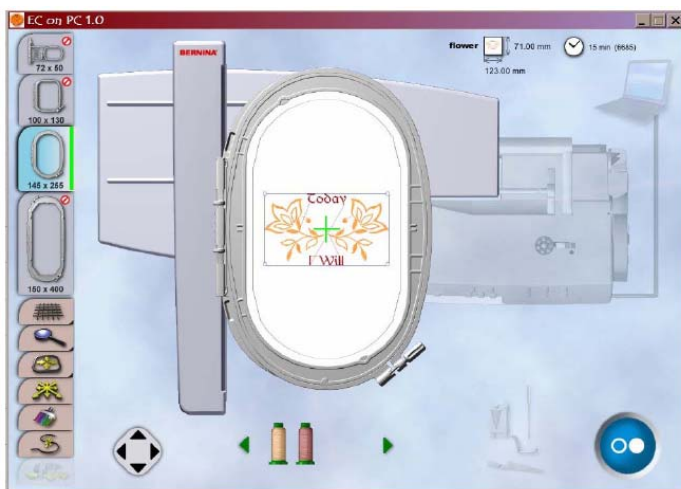 EC on PC 1.0
72 x 50
100 x 130
145 x 255
150 x 400
BERNINA
flower
71.00 mm
123.00 mm
15 min (6685)
Today
I Will